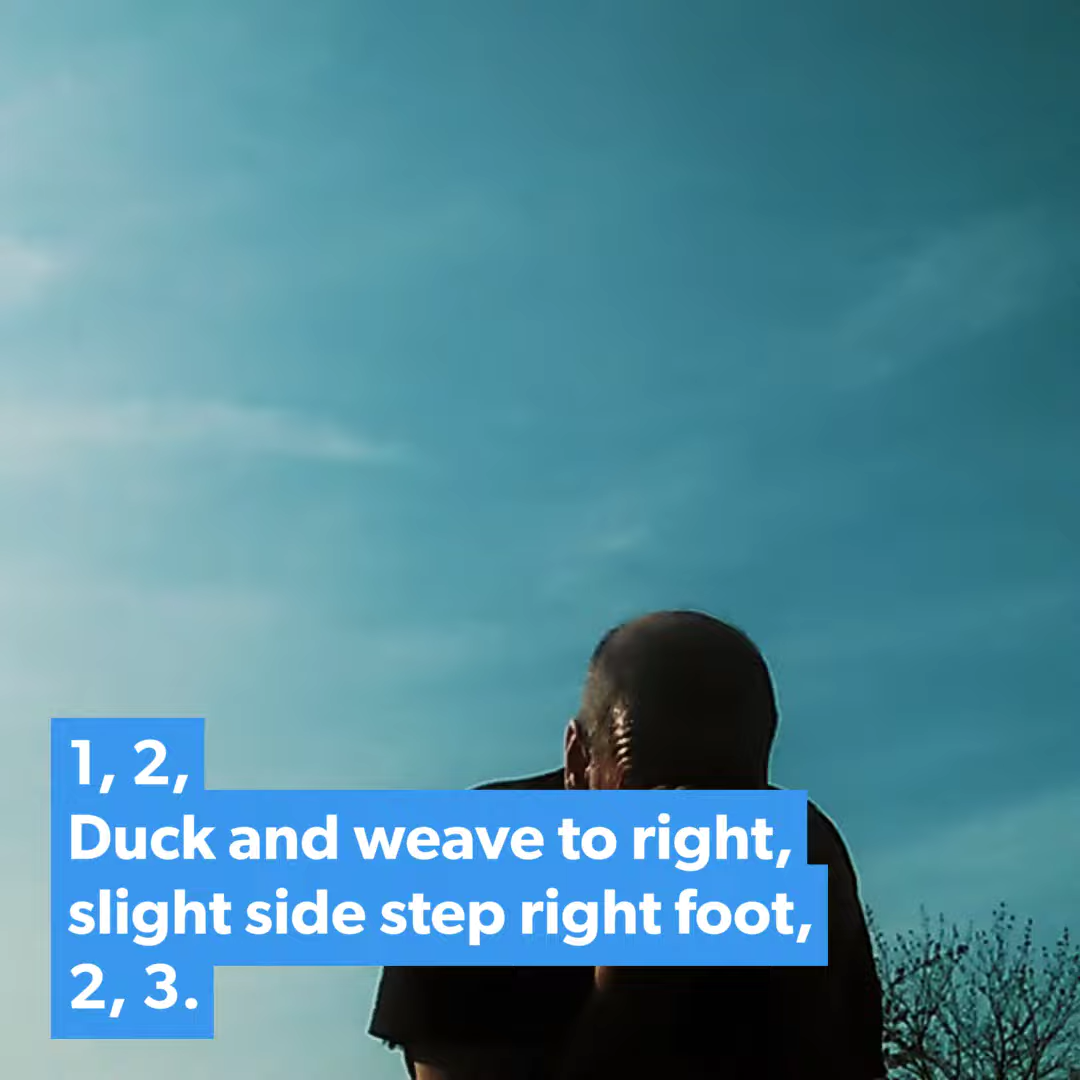 1, 2,
Duck and weave to right,
slight side step right foot,
2, 3.